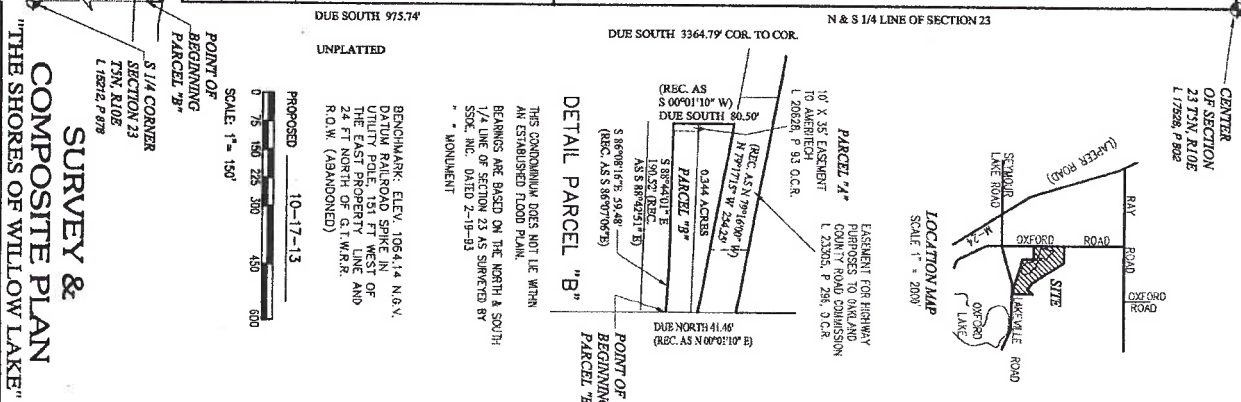 DUE SOUTH 975.74'
N & S 1/4 LINE OF SECTION 23
DUE SOUTH 3364.79' COR. TO COR.
UNPLATTED
CENTER
OF SECTION
23 T5N, R10E
L 17528, P 802
POINT OF
BEGINNING
PARCEL "B"
S 1/4 CORNER
SECTION 23
T5N, R10E
L 15212, P 878
(REC. AS
S 00°01'10" W)
DUE SOUTH 80.50'
10' X 35' EASEMENT
TO AMERITECH
L 20628, P 93 O.C.R.
PARCEL "A"
(REC. AS N 79°16'00" W)
N 79°17'15" W 254.25'
0.344 ACRES
PARCEL "B"
S 88°44'01" E
190.52' (REC.
AS S 88°42'51" E)
S 86°08'16" E 59.48'
(REC. AS S 86°07'06" E)
EASEMENT FOR HIGHWAY
PURPOSES TO OAKLAND
COUNTY ROAD COMMISSION
L 23305, P 296, O.C.R.
DUE NORTH 41.46'
(REC. AS N 00°01'10" E)
POINT OF
BEGINNING
PARCEL "B"
DETAIL PARCEL "B"
LOCATION MAP
SCALE 1" = 2000'
(LAPEER ROAD)
SEYMOUR
LAKE ROAD
M-24
OXFORD ROAD
RAY ROAD
OXFORD
ROAD
SITE
LAKEVILLE ROAD
OXFORD
LAKE
THIS CONDOMINIUM DOES NOT LIE WITHIN
AN ESTABLISHED FLOOD PLAIN.
BEARINGS ARE BASED ON THE NORTH & SOUTH
1/4 LINE OF SECTION 23 AS SURVEYED BY
SSOE, INC. DATED 2-19-93
" " MONUMENT
BENCHMARK: ELEV. 1064.14 N.G.V.
DATUM RAILROAD SPIKE IN
UTILITY POLE, 151 FT WEST OF
THE EAST PROPERTY LINE AND
24 FT NORTH OF G.T.W.R.R.
R.O.W. (ABANDONED)
PROPOSED 10-17-13
0 75 150 225 300 450 600
SCALE: 1" = 150'
SURVEY &
COMPOSITE PLAN
"THE SHORES OF WILLOW LAKE"